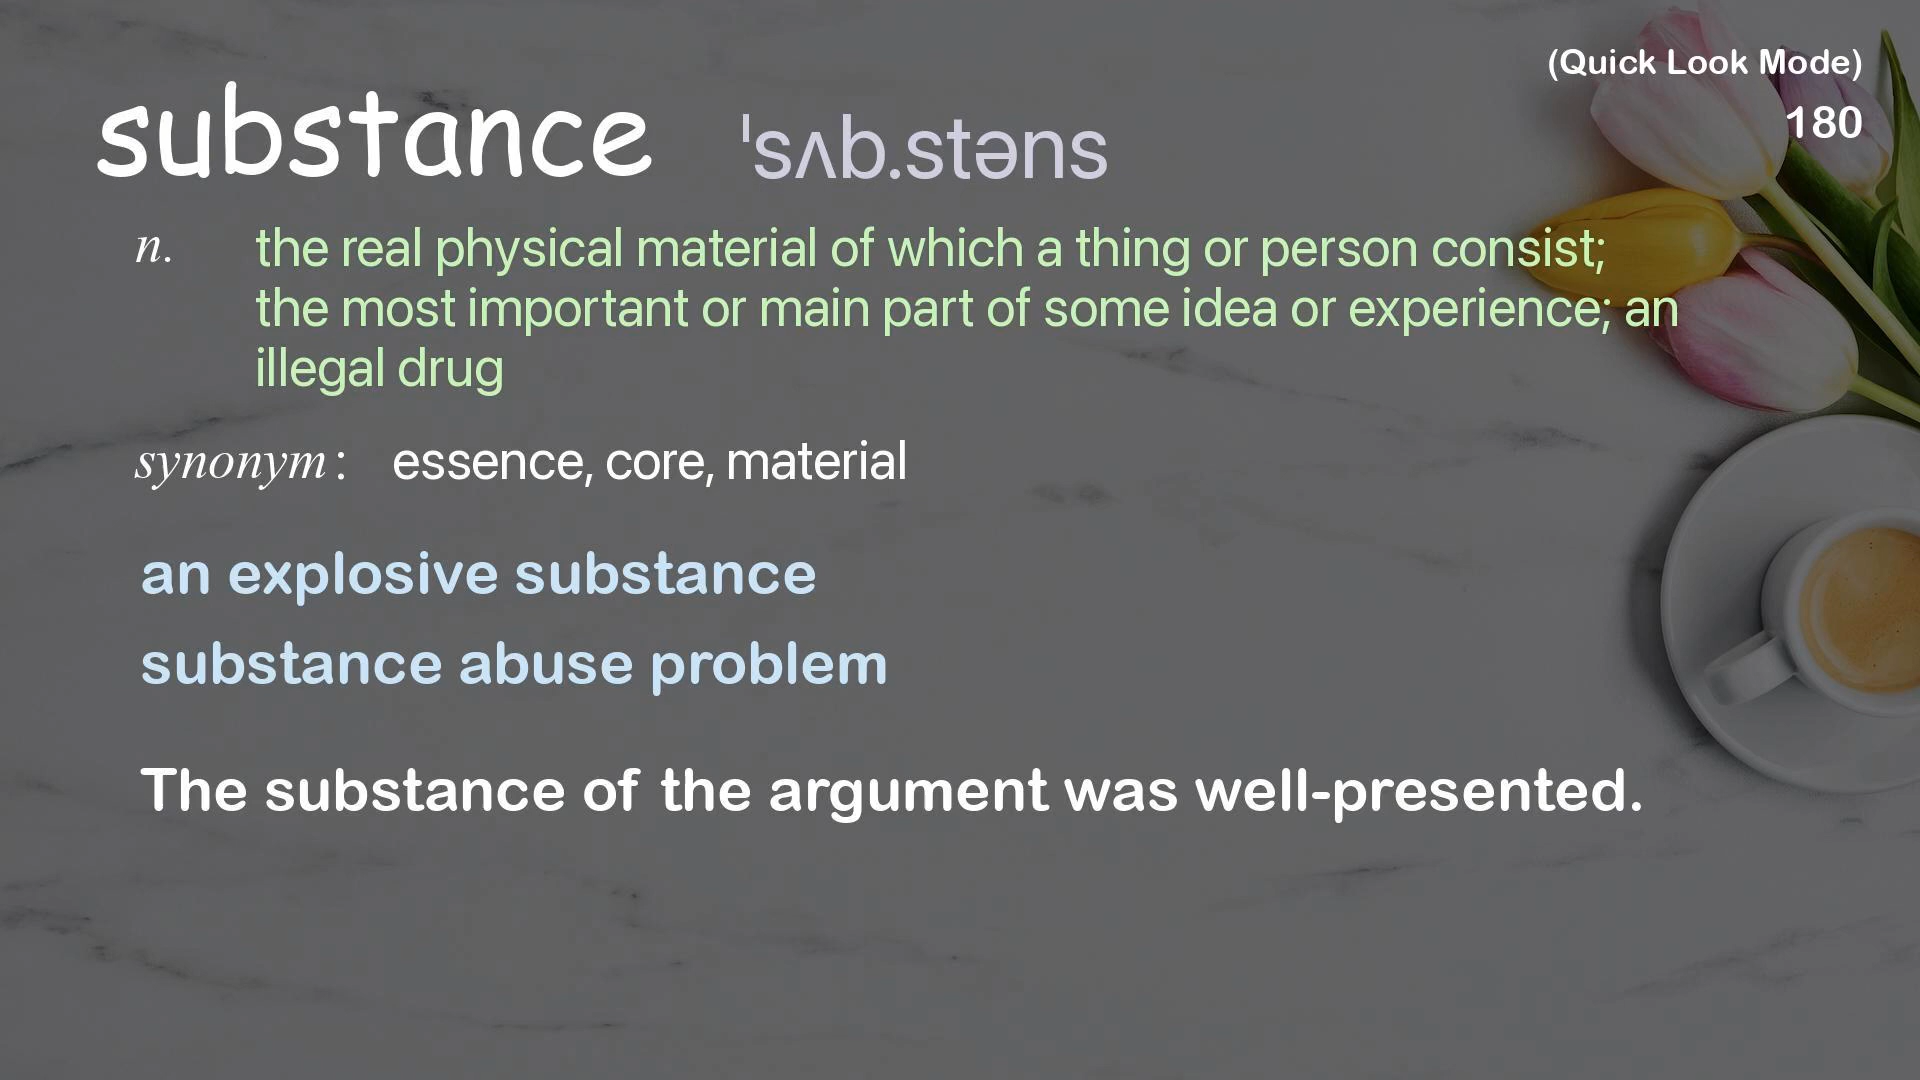 (Quick Look Mode)
180
substance ˈsʌb.stəns
n. the real physical material of which a thing or person consist;
the most important or main part of some idea or experience; an
illegal drug
synonym: essence, core, material
an explosive substance
substance abuse problem
The substance of the argument was well-presented.